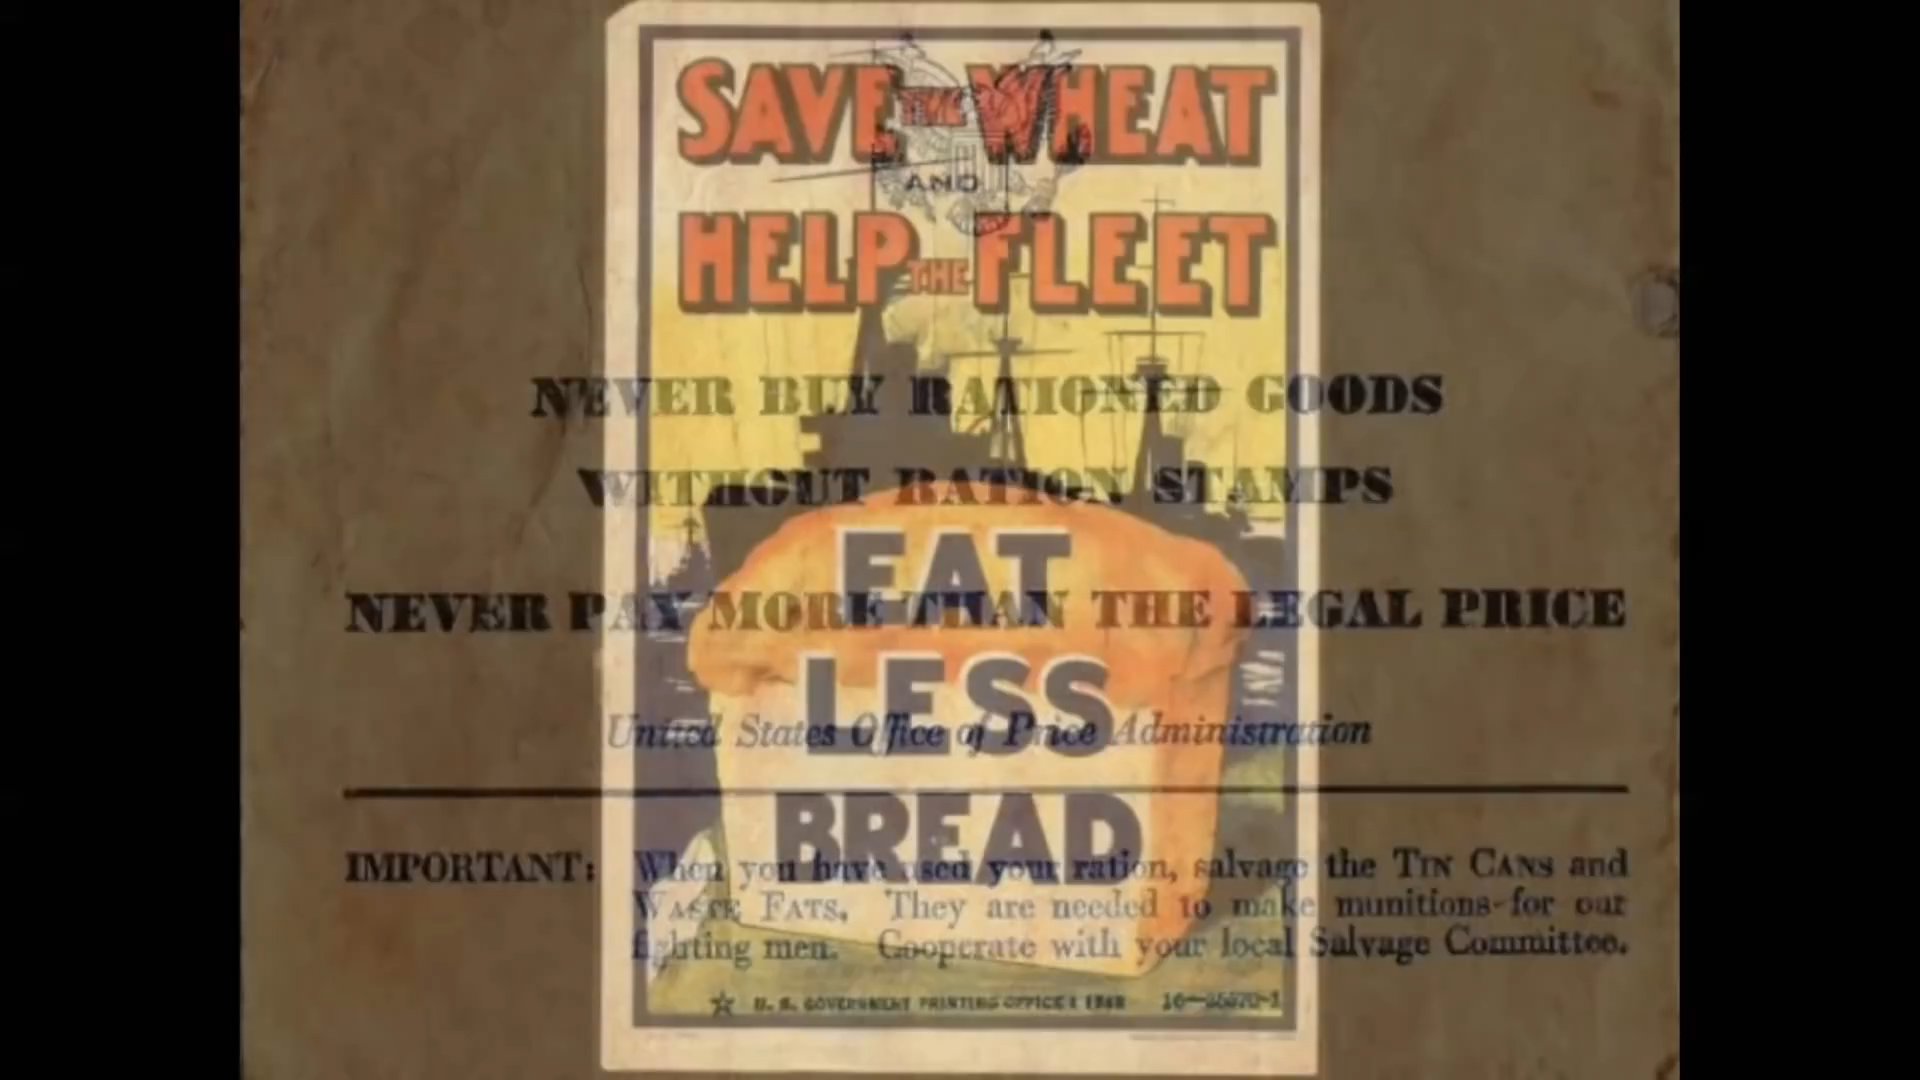 SAVE THE WHEAT
AND
HELP THE FLEET
NEVER BUY RATIONED GOODS
WITHOUT RATION STAMPS
EAT
NEVER PAY MORE THAN THE LEGAL PRICE
LESS
United States Office of Price Administration
BREAD
IMPORTANT: When you have used your ration, salvage the TIN CANS and
WASTE FATS. They are needed to make munitions for our
fighting men. Cooperate with your local Salvage Committee.
U. S. GOVERNMENT PRINTING OFFICE :